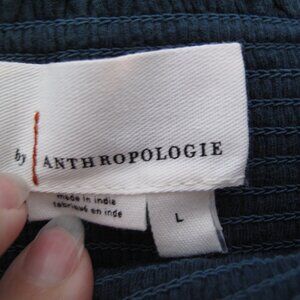 by ANTHROPOLOGIE
made in india
fabriqué en inde
L